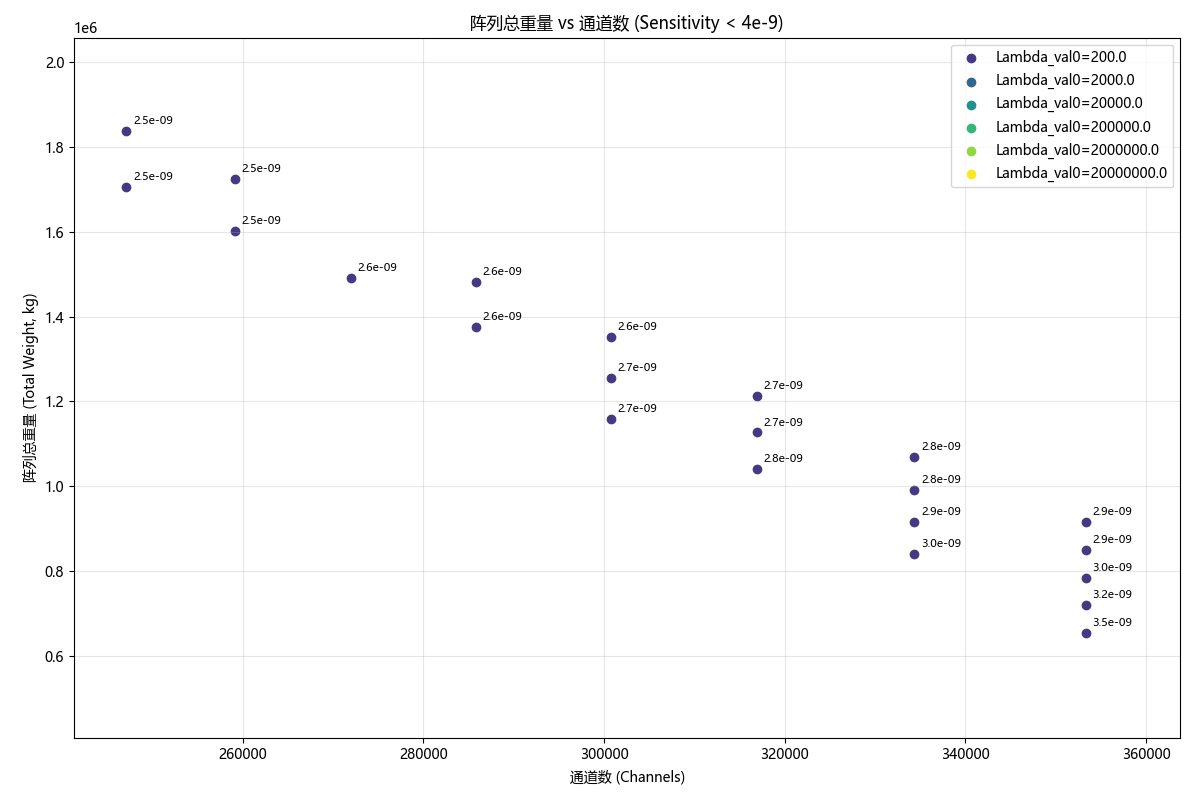 阵列总重量 vs 通道数 (Sensitivity < 4e-9)
1e6
Lambda_val0=200.0
Lambda_val0=2000.0
Lambda_val0=20000.0
Lambda_val0=200000.0
Lambda_val0=2000000.0
Lambda_val0=20000000.0
阵列总重量 (Total Weight, kg)
2.0
1.8
1.6
1.4
1.2
1.0
0.8
0.6
2.5e-09
2.5e-09
2.5e-09
2.5e-09
2.6e-09
2.6e-09
2.6e-09
2.6e-09
2.7e-09
2.7e-09
2.7e-09
2.7e-09
2.8e-09
2.8e-09
2.8e-09
2.9e-09
3.0e-09
2.9e-09
2.9e-09
3.0e-09
3.2e-09
3.5e-09
260000
280000
300000
320000
340000
360000
通道数 (Channels)